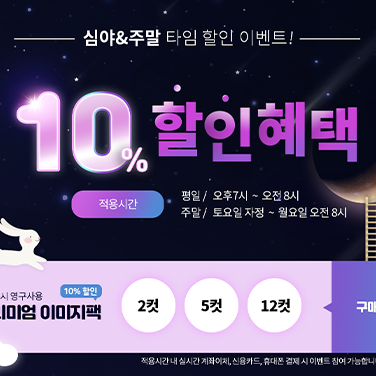 심야&주말 타임 할인 이벤트!
10% 할인혜택
적용시간
평일 / 오후7시 ~ 오전 8시
주말 / 토요일 자정 ~ 월요일 오전 8시
시 영구사용
10% 할인
리미엄 이미지팩
2컷
5컷
12컷
구매
적용시간 내 실시간 계좌이체, 신용카드, 휴대폰 결제 시 이벤트 참여 가능합니다